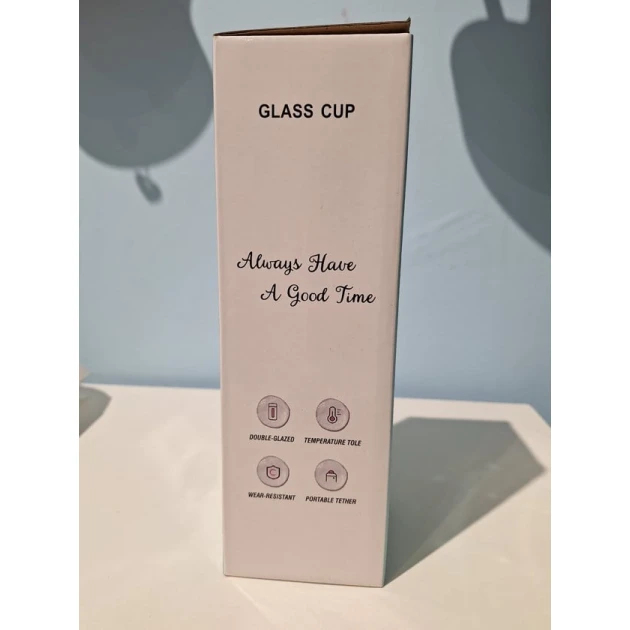 GLASS CUP
Always Have
A Good Time
DOUBLE-GLAZED TEMPERATURE TOLE
WEAR-RESISTANT PORTABLE TETHER